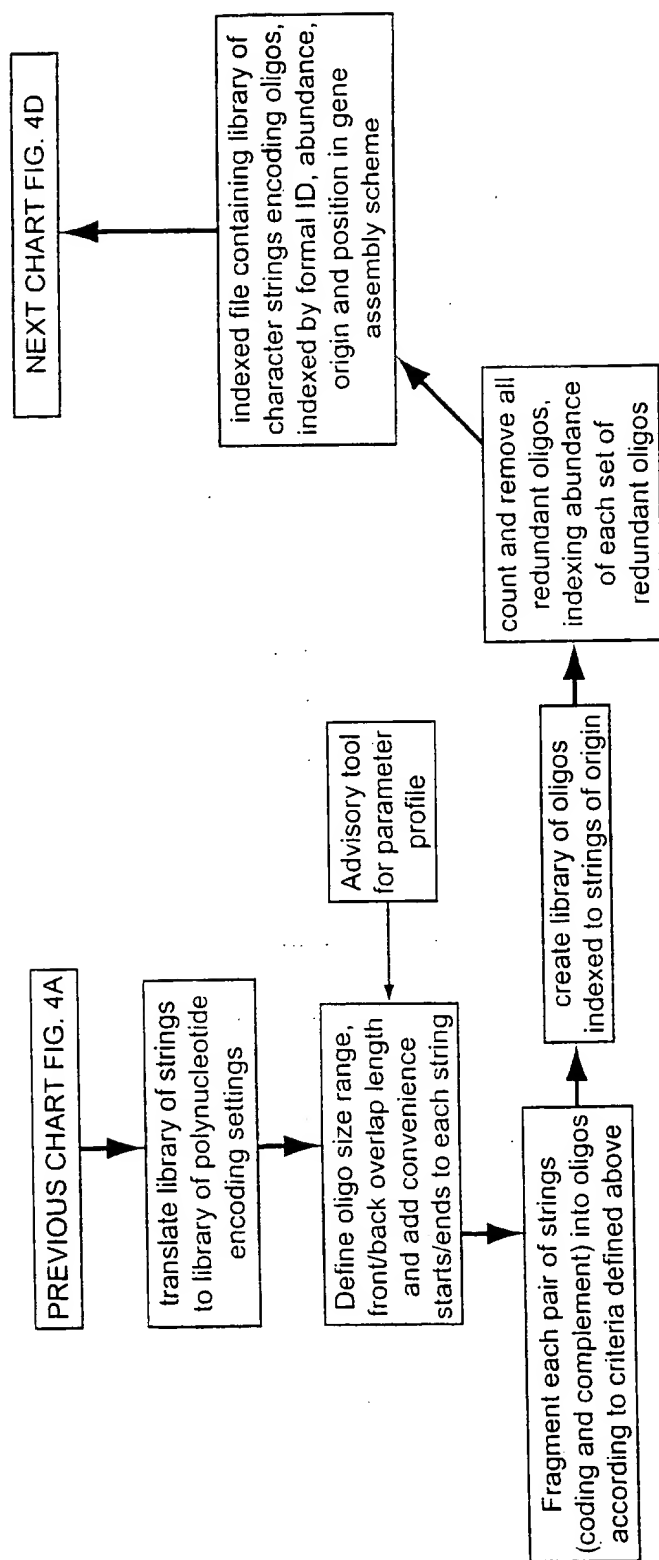 PREVIOUS CHART FIG. 4A
translate library of strings
to library of polynucleotide
encoding settings
Define oligo size range,
front/back overlap length
and add convenience
starts/ends to each string
Advisory tool
for parameter
profile
Fragment each pair of strings
(coding and complement) into oligos
according to criteria defined above
create library of oligos
indexed to strings of origin
count and remove all
redundant oligos,
indexing abundance
of each set of
redundant oligos
indexed file containing library of
character strings encoding oligos,
indexed by formal ID, abundance,
origin and position in gene
assembly scheme
NEXT CHART FIG. 4D